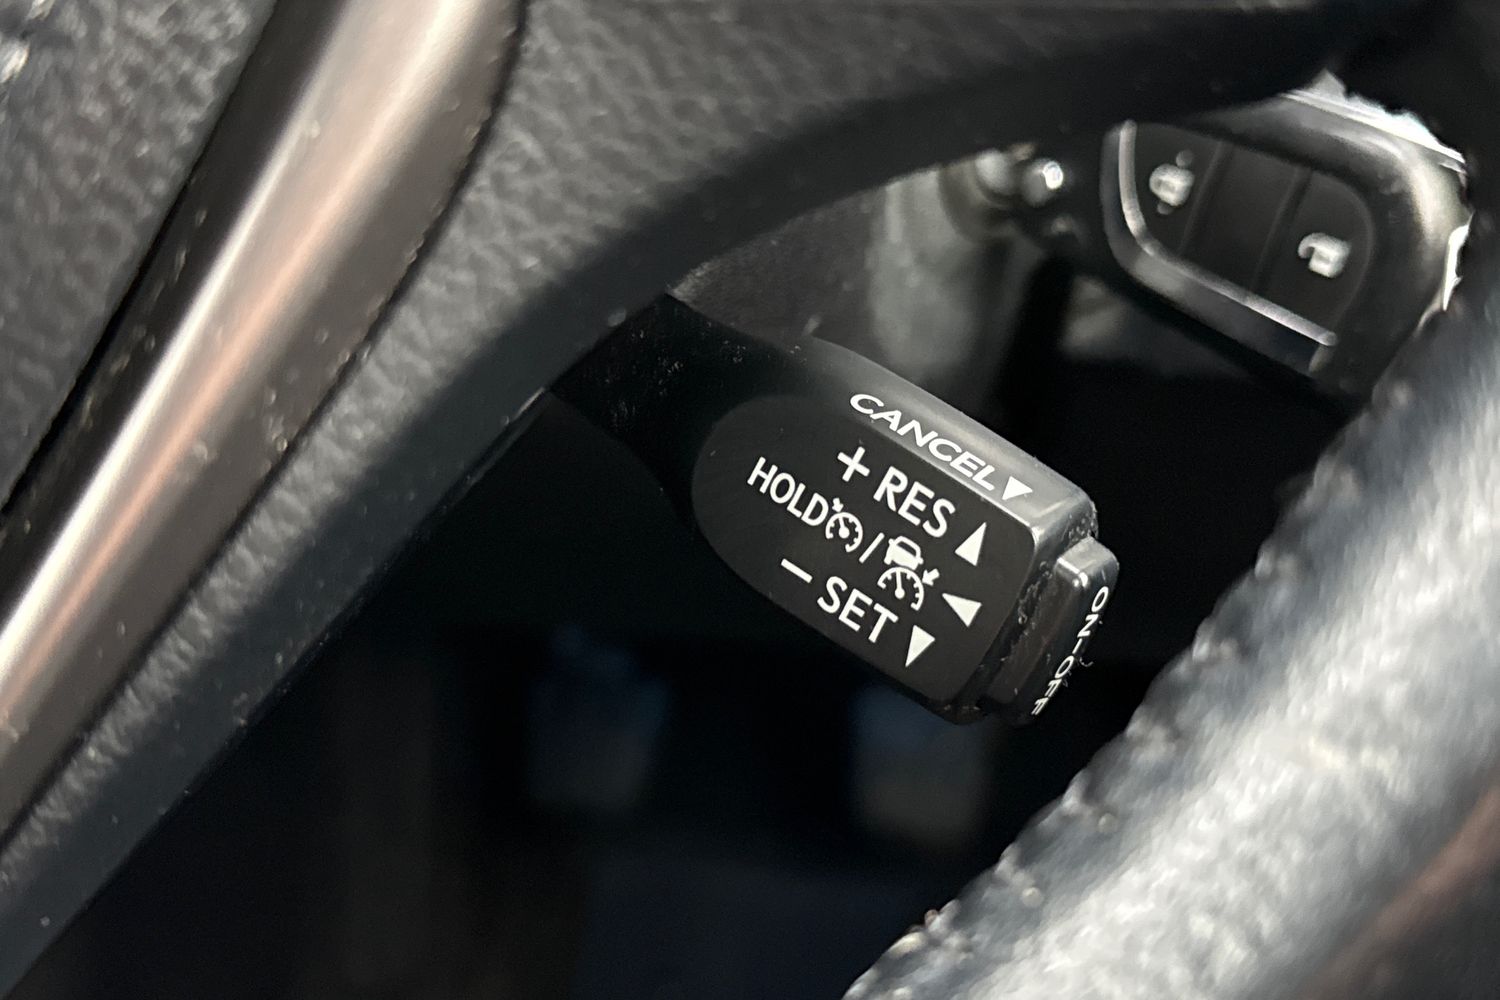 CANCEL▼
+ RES ▲
HOLD / ◀
− SET ▼
ON-OFF